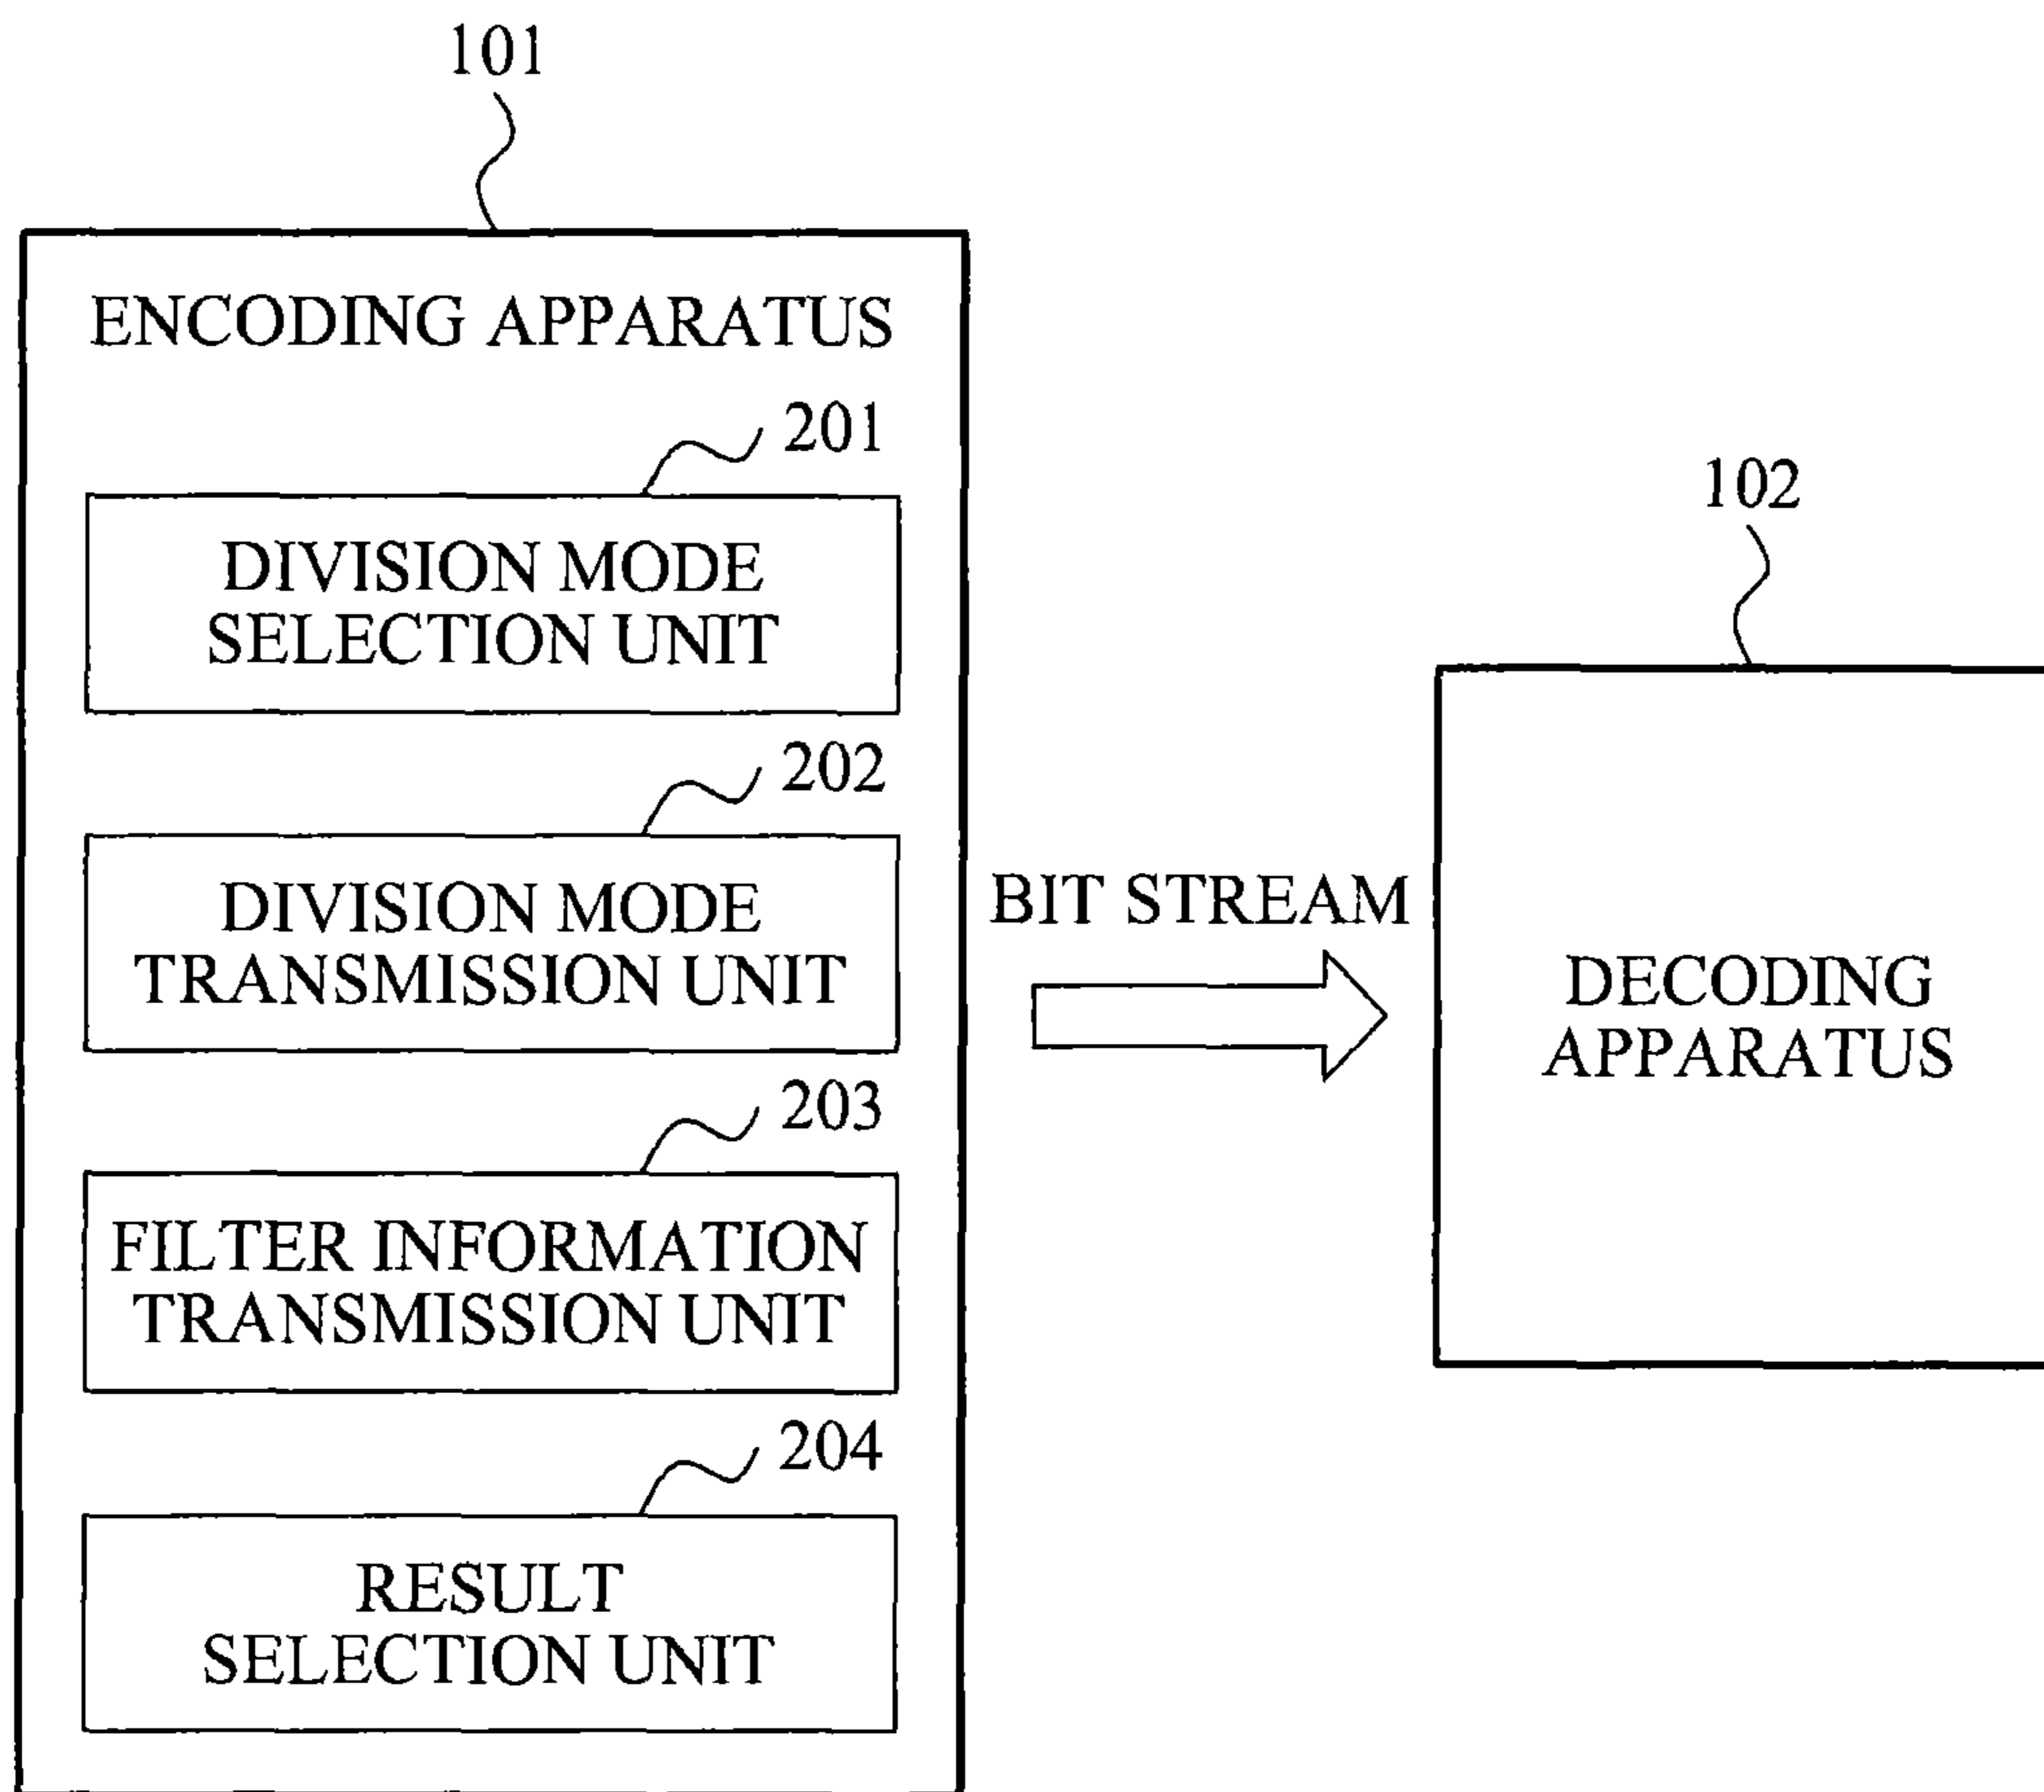 101
ENCODING APPARATUS
201
DIVISION MODE
SELECTION UNIT
202
DIVISION MODE
TRANSMISSION UNIT
203
FILTER INFORMATION
TRANSMISSION UNIT
204
RESULT
SELECTION UNIT
BIT STREAM
102
DECODING
APPARATUS